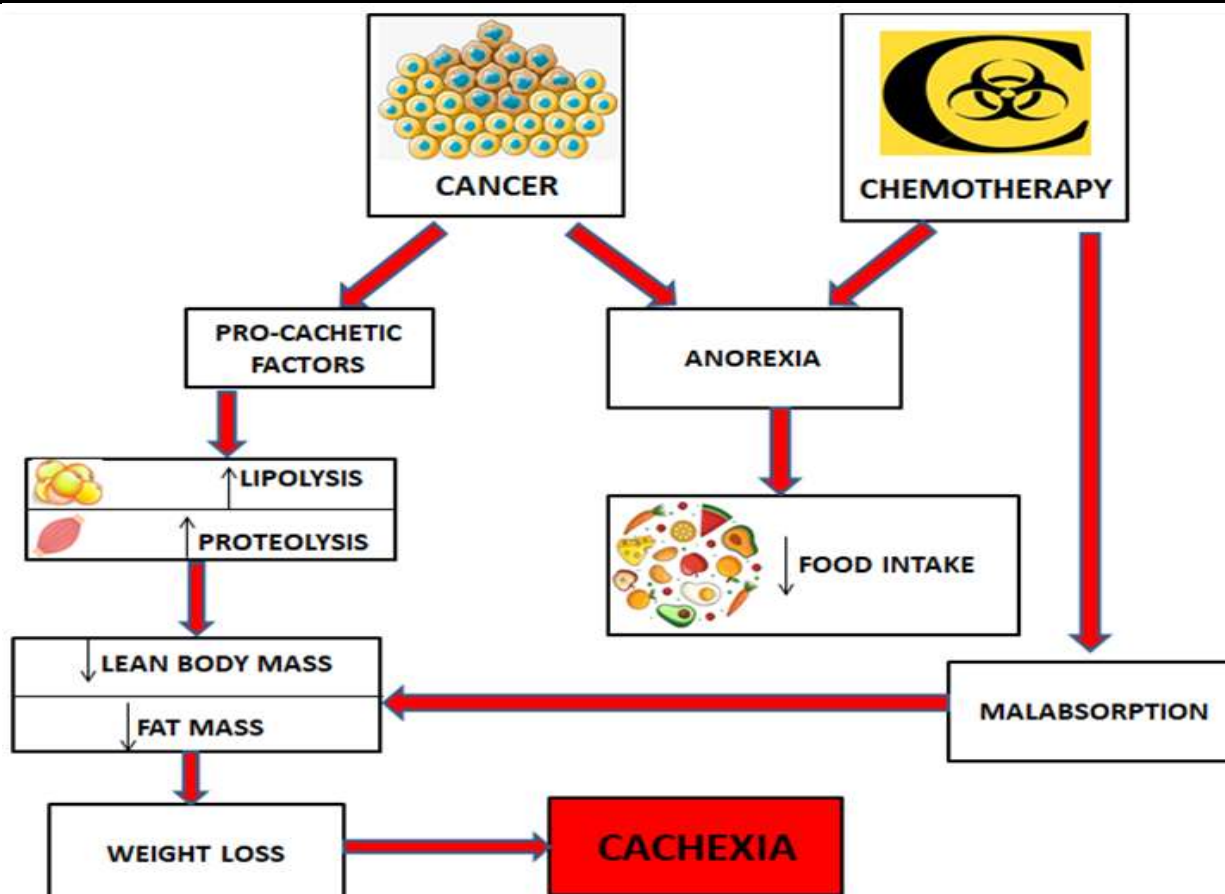 CANCER
CHEMOTHERAPY
PRO-CACHETIC
FACTORS
ANOREXIA
↑LIPOLYSIS
↑PROTEOLYSIS
↓FOOD INTAKE
↓LEAN BODY MASS
↓FAT MASS
MALABSORPTION
WEIGHT LOSS
CACHEXIA